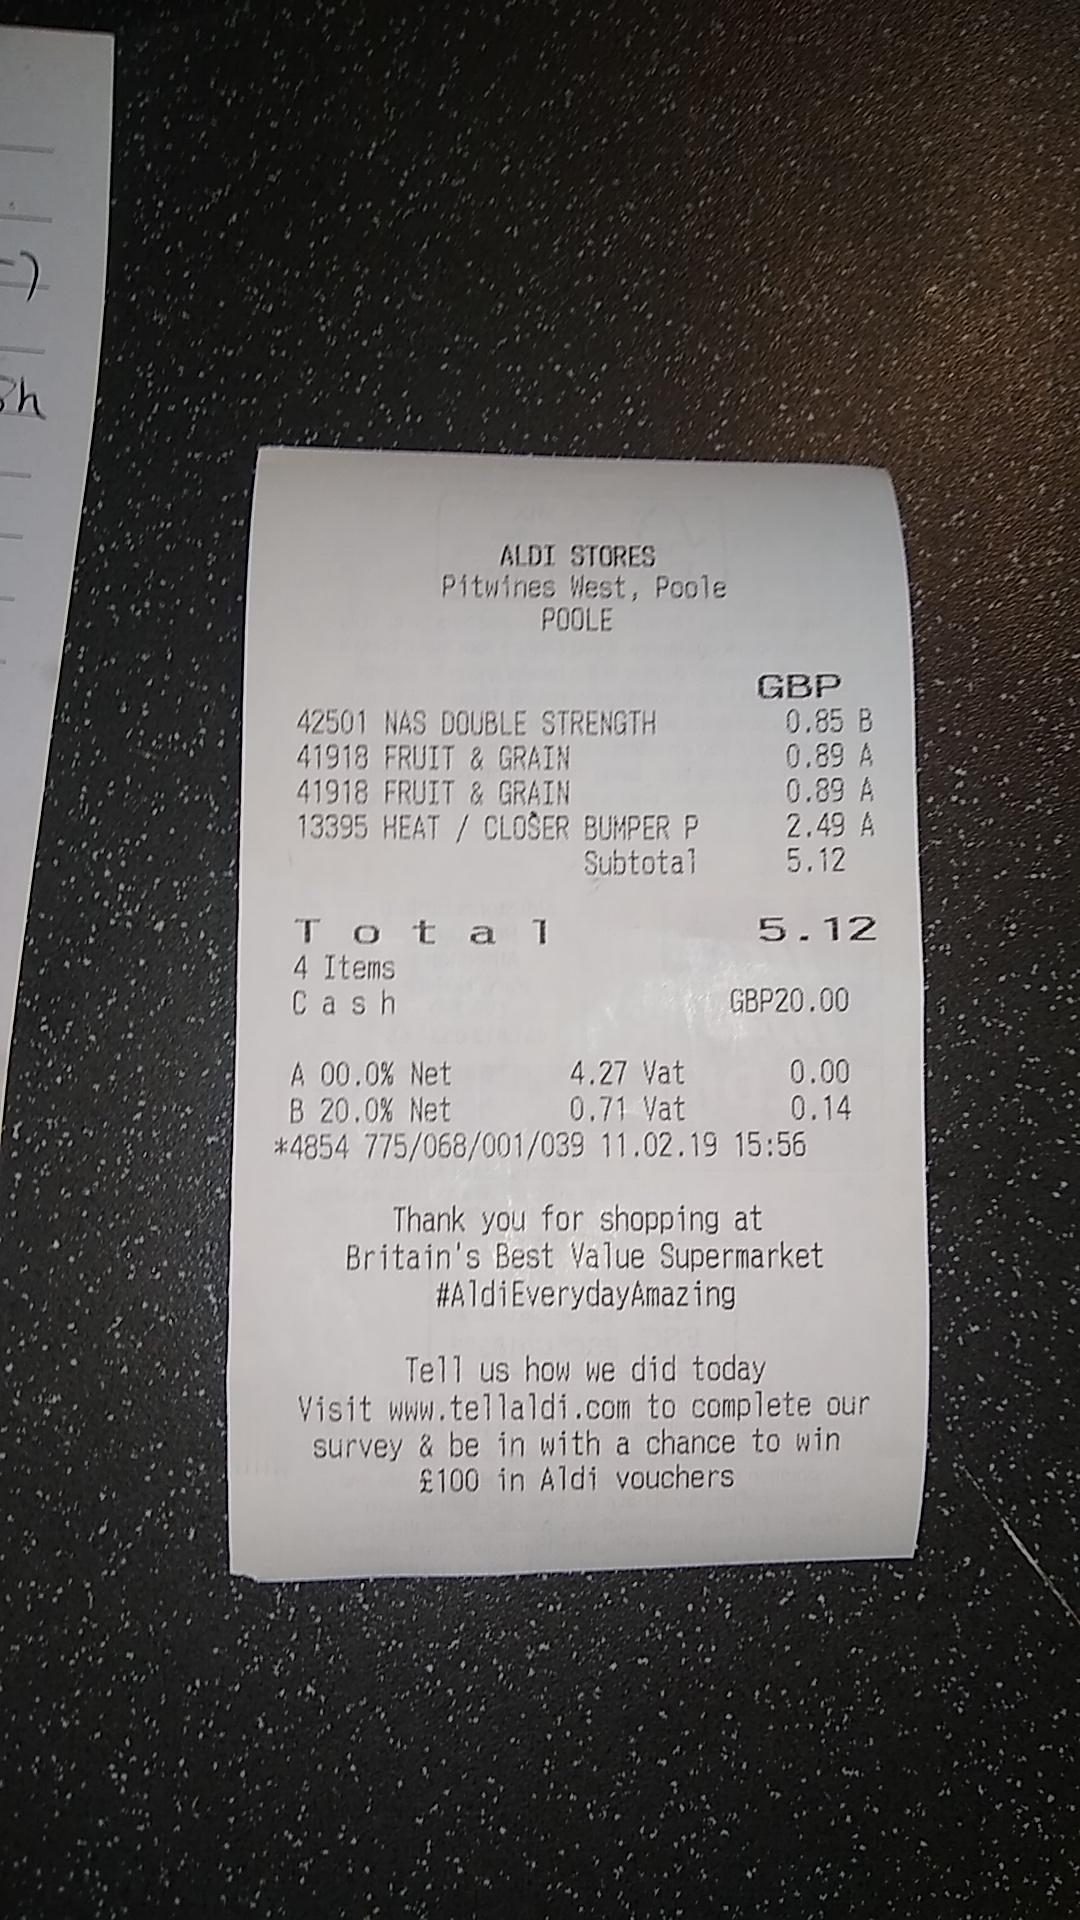 ALDI STORES
Pitwines West, Poole
POOLE
GBP
42501 NAS DOUBLE STRENGTH 0.85 B
41918 FRUIT & GRAIN 0.89 A
41918 FRUIT & GRAIN 0.89 A
13395 HEAT / CLOSER BUMPER P 2.49 A
Subtotal 5.12
Total 5.12
4 Items
Cash GBP20.00
A 00.0% Net 4.27 Vat 0.00
B 20.0% Net 0.71 Vat 0.14
*4854 775/068/001/039 11.02.19 15:56
Thank you for shopping at
Britain's Best Value Supermarket
#AldiEverydayAmazing
Tell us how we did today
Visit www.tellaldi.com to complete our
survey & be in with a chance to win
£100 in Aldi vouchers